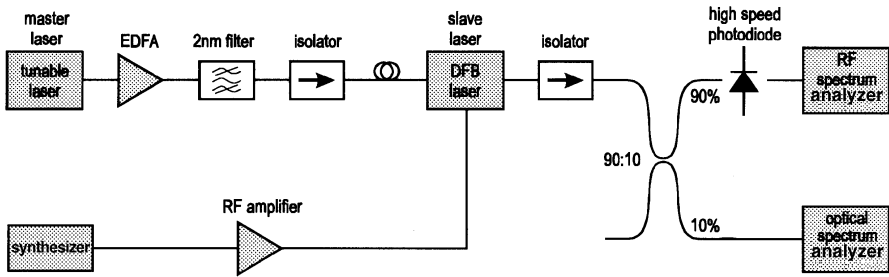 master
laser
tunable
laser
EDFA
2nm filter
isolator
slave
laser
DFB
laser
isolator
high speed
photodiode
RF
spectrum
analyzer
90%
90:10
10%
optical
spectrum
analyzer
RF amplifier
synthesizer